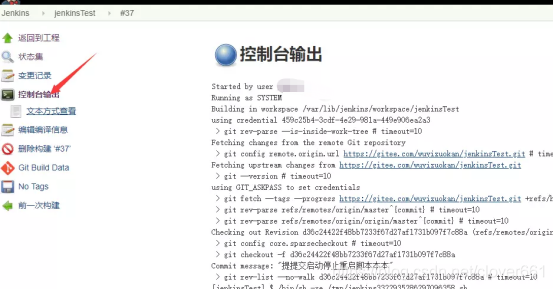 Jenkins > jenkinsTest > #37
返回到工程
状态集
变更记录
控制台输出
文本方式查看
编辑编译信息
删除构建 '#37'
Git Build Data
No Tags
前一次构建
控制台输出
Started by user
Running as SYSTEM
Building in workspace /var/lib/jenkins/workspace/jenkinsTest
using credential 459c25b4-3cdf-4e29-981a-449e906ea2a3
> git rev-parse --is-inside-work-tree # timeout=10
Fetching changes from the remote Git repository
> git config remote.origin.url https://gitee.com/wuvixuokan/jenkinsTest.git # timeout=10
Fetching upstream changes from https://gitee.com/wuvixuokan/jenkinsTest.git
> git --version # timeout=10
using GIT_ASKPASS to set credentials
> git fetch --tags --progress https://gitee.com/wuvixuokan/jenkinsTest.git +refs/h
> git rev-parse refs/remotes/origin/master^{commit} # timeout=10
> git rev-parse refs/remotes/origin/origin/master^{commit} # timeout=10
Checking out Revision d36c24422f48bb7233f67d27af1731b097f7c88a (refs/remotes/origin/
> git config core.sparsecheckout # timeout=10
> git checkout -f d36c24422f48bb7233f67d27af1731b097f7c88a
Commit message: "提提交启动停止重启脚本本本"
> git rev-list --no-walk d36c24422f48bb7233f67d27af1731b097f7c88a # timeout=10
[jenkinsTest] $ /bin/sh -xe